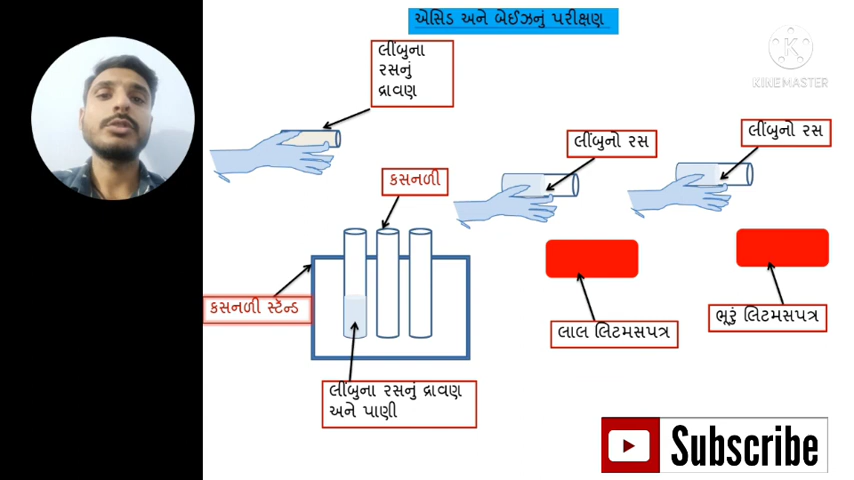 એસિડ અને બેઈઝનું પરીક્ષણ
લીંબુના
રસનું
દ્રાવણ
KINEMASTER
લીંબુનો રસ
લીંબુનો રસ
કસનળી
કસનળી સ્ટેન્ડ
લાલ લિટમસપત્ર
ભૂરું લિટમસપત્ર
લીંબુના રસનું દ્રાવણ
અને પાણી
Subscribe